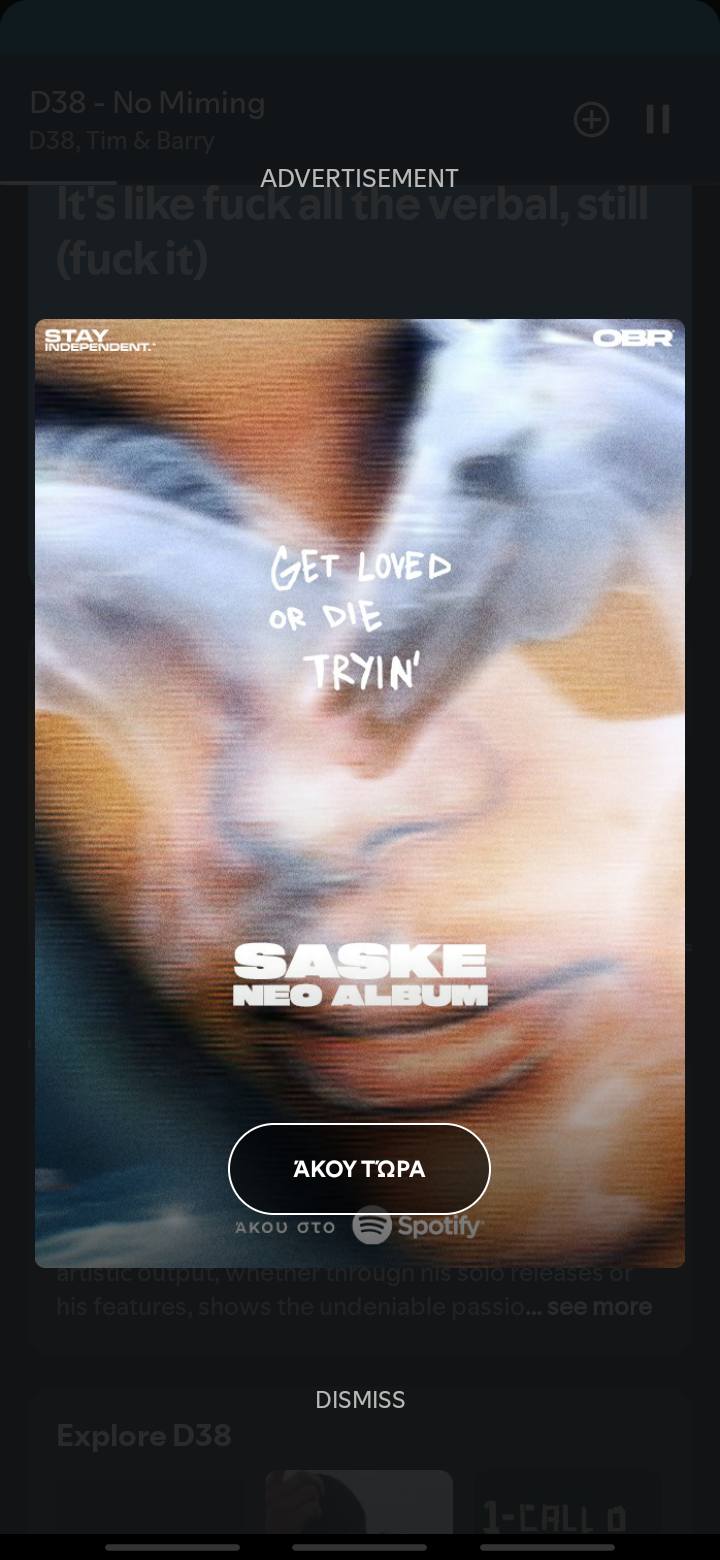 D38 - No Miming
D38, Tim & Barry
ADVERTISEMENT
It's like fuck all the verbal, still
(fuck it)
STAY
INDEPENDENT.
OBR
GET LOVED
OR DIE
TRYIN'
SASKE
NEO ALBUM
ΆΚΟΥ ΤΏΡΑ
ΆΚΟΥ ΣΤΟ Spotify
artistic output, whether through his solo releases or
his features, shows the undeniable passio... see more
DISMISS
Explore D38
1-CALL 0